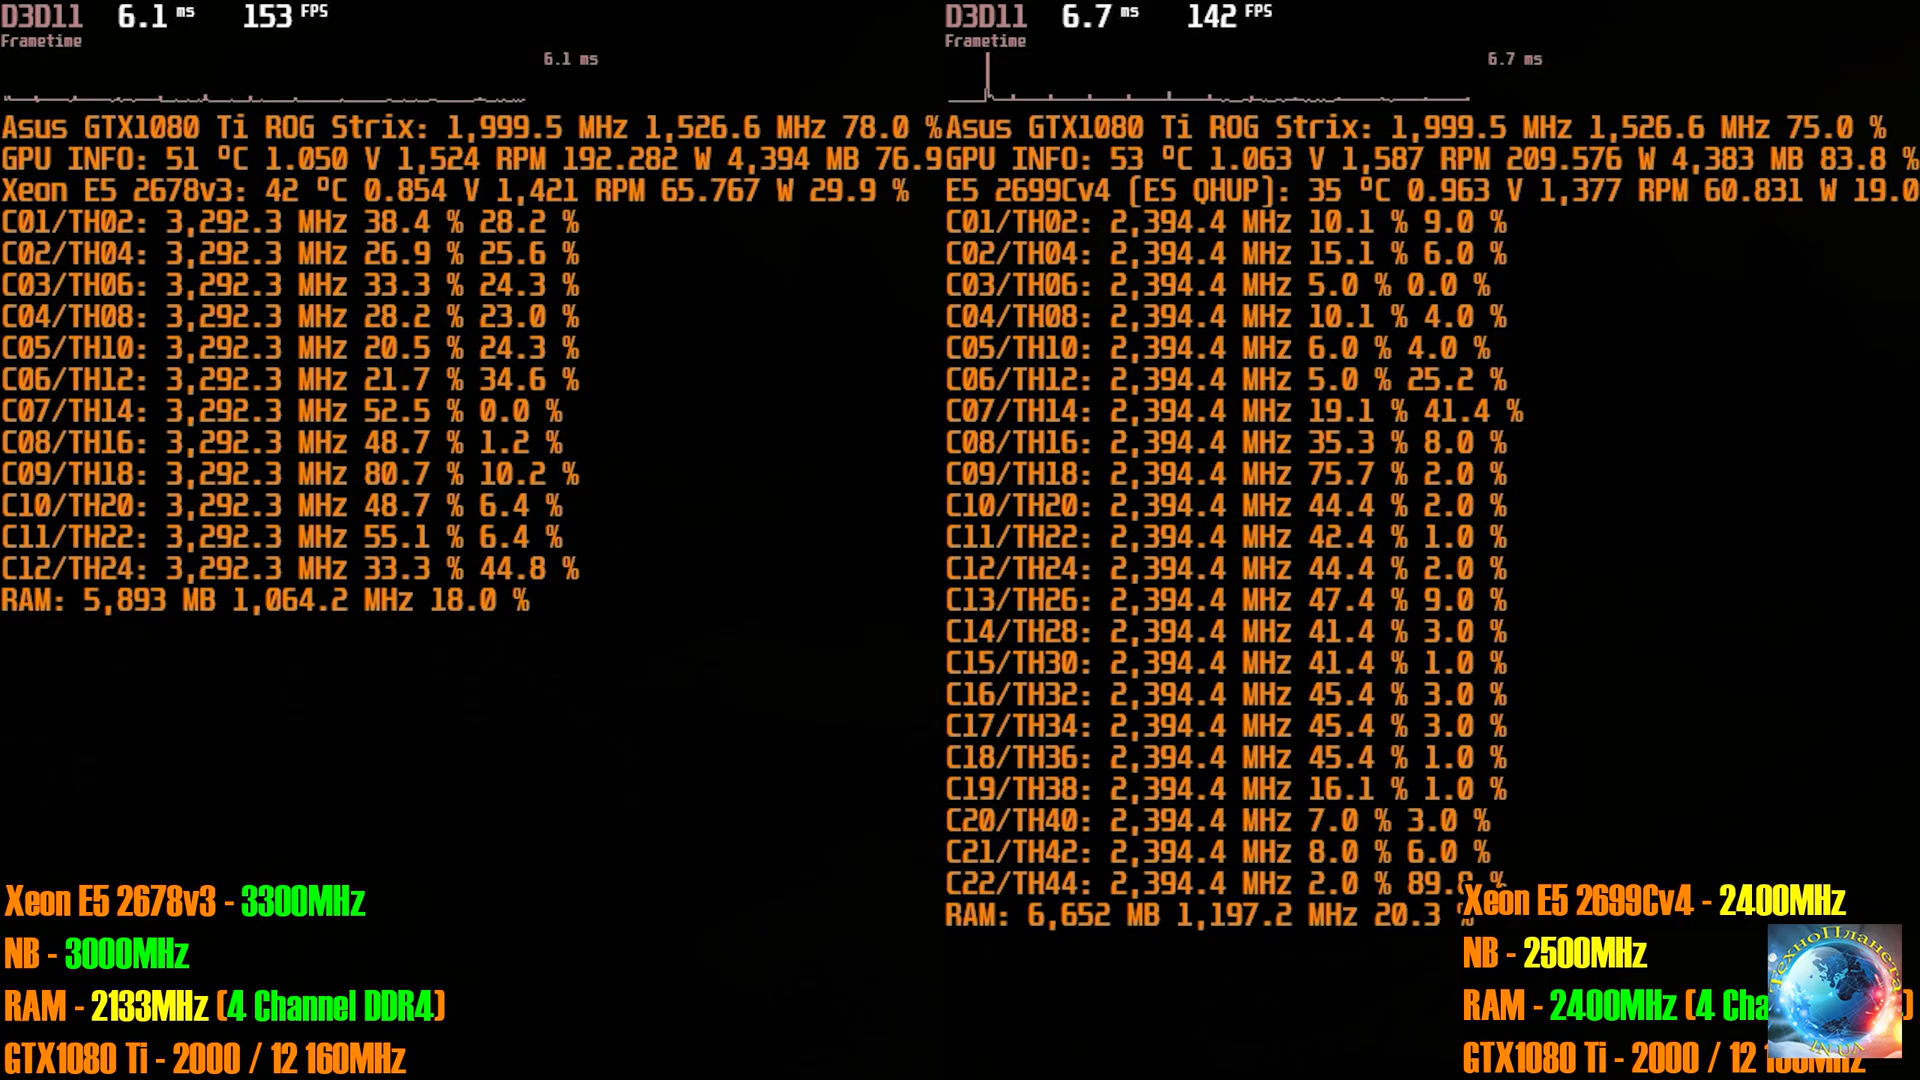 D3D11 6.1 ms 153 FPS
Frametime
6.1 ms
Asus GTX1080 Ti ROG Strix: 1,999.5 MHz 1,526.6 MHz 78.0 %
GPU INFO: 51 ºC 1.050 V 1,524 RPM 192.282 W 4,394 MB 76.9
Xeon E5 2678v3: 42 ºC 0.854 V 1,421 RPM 65.767 W 29.9 %
C01/TH02: 3,292.3 MHz 38.4 % 28.2 %
C02/TH04: 3,292.3 MHz 26.9 % 25.6 %
C03/TH06: 3,292.3 MHz 33.3 % 24.3 %
C04/TH08: 3,292.3 MHz 28.2 % 23.0 %
C05/TH10: 3,292.3 MHz 20.5 % 24.3 %
C06/TH12: 3,292.3 MHz 21.7 % 34.6 %
C07/TH14: 3,292.3 MHz 52.5 % 0.0 %
C08/TH16: 3,292.3 MHz 48.7 % 1.2 %
C09/TH18: 3,292.3 MHz 80.7 % 10.2 %
C10/TH20: 3,292.3 MHz 48.7 % 6.4 %
C11/TH22: 3,292.3 MHz 55.1 % 6.4 %
C12/TH24: 3,292.3 MHz 33.3 % 44.8 %
RAM: 5,893 MB 1,064.2 MHz 18.0 %
Xeon E5 2678v3 - 3300MHz
NB - 3000MHz
RAM - 2133MHz (4 Channel DDR4)
GTX1080 Ti - 2000 / 12 160MHz
D3D11 6.7 ms 142 FPS
Frametime
6.7 ms
Asus GTX1080 Ti ROG Strix: 1,999.5 MHz 1,526.6 MHz 75.0 %
GPU INFO: 53 ºC 1.063 V 1,587 RPM 209.576 W 4,383 MB 83.8 %
E5 2699Cv4 [ES QHUP]: 35 ºC 0.963 V 1,377 RPM 60.831 W 19.0
C01/TH02: 2,394.4 MHz 10.1 % 9.0 %
C02/TH04: 2,394.4 MHz 15.1 % 6.0 %
C03/TH06: 2,394.4 MHz 5.0 % 0.0 %
C04/TH08: 2,394.4 MHz 10.1 % 4.0 %
C05/TH10: 2,394.4 MHz 6.0 % 4.0 %
C06/TH12: 2,394.4 MHz 5.0 % 25.2 %
C07/TH14: 2,394.4 MHz 19.1 % 41.4 %
C08/TH16: 2,394.4 MHz 35.3 % 8.0 %
C09/TH18: 2,394.4 MHz 75.7 % 2.0 %
C10/TH20: 2,394.4 MHz 44.4 % 2.0 %
C11/TH22: 2,394.4 MHz 42.4 % 1.0 %
C12/TH24: 2,394.4 MHz 44.4 % 2.0 %
C13/TH26: 2,394.4 MHz 47.4 % 9.0 %
C14/TH28: 2,394.4 MHz 41.4 % 3.0 %
C15/TH30: 2,394.4 MHz 41.4 % 1.0 %
C16/TH32: 2,394.4 MHz 45.4 % 3.0 %
C17/TH34: 2,394.4 MHz 45.4 % 3.0 %
C18/TH36: 2,394.4 MHz 45.4 % 1.0 %
C19/TH38: 2,394.4 MHz 16.1 % 1.0 %
C20/TH40: 2,394.4 MHz 7.0 % 3.0 %
C21/TH42: 2,394.4 MHz 8.0 % 6.0 %
C22/TH44: 2,394.4 MHz 2.0 % %
RAM: 6,652 MB 1,197.2 MHz 20.3 %
Xeon E5 2699Cv4 - 2400MHz
NB - 2500MHz
RAM - 2400MHz (4
GTX1080 Ti - 2000 / 12
ТехноПланета
IN UA